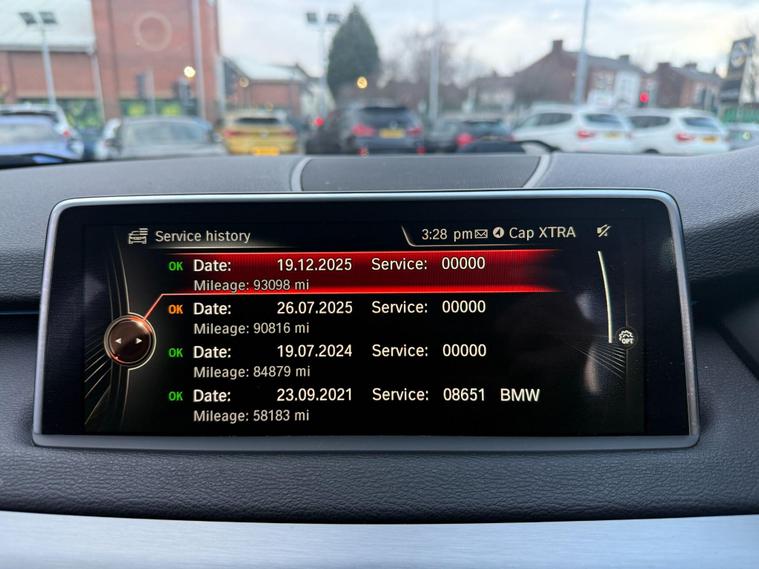 Service history 3:28 pm Cap XTRA
OK Date: 19.12.2025 Service: 00000
Mileage: 93098 mi
OK Date: 26.07.2025 Service: 00000
Mileage: 90816 mi
OK Date: 19.07.2024 Service: 00000
Mileage: 84879 mi
OPT
OK Date: 23.09.2021 Service: 08651 BMW
Mileage: 58183 mi